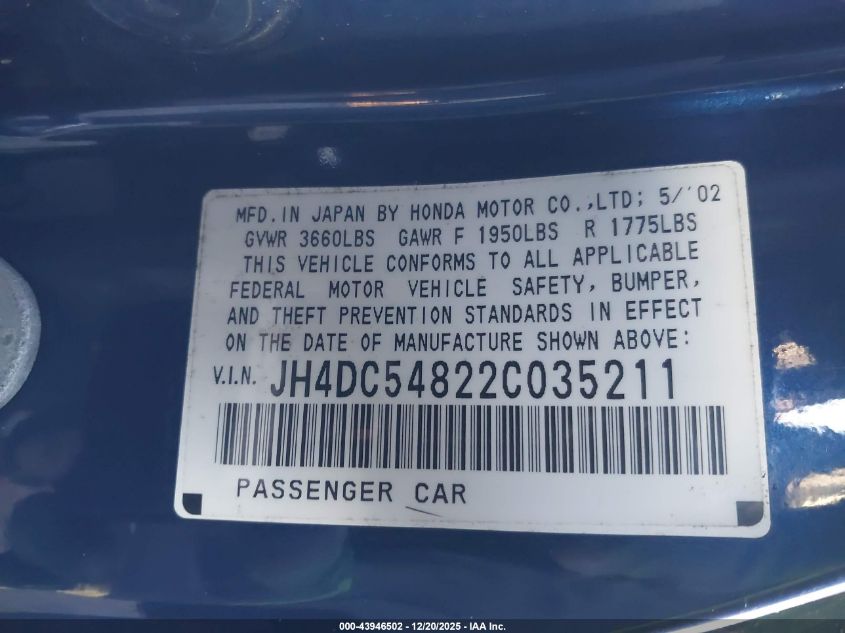 MFD.IN JAPAN BY HONDA MOTOR CO.,LTD; 5/'02
GVWR 3660LBS GAWR F 1950LBS R 1775LBS
THIS VEHICLE CONFORMS TO ALL APPLICABLE
FEDERAL MOTOR VEHICLE SAFETY, BUMPER,
AND THEFT PREVENTION STANDARDS IN EFFECT
ON THE DATE OF MANUFACTURE SHOWN ABOVE:
V.I.N. JH4DC54822C035211
PASSENGER CAR
000-43946502 - 12/20/2025 - IAA Inc.